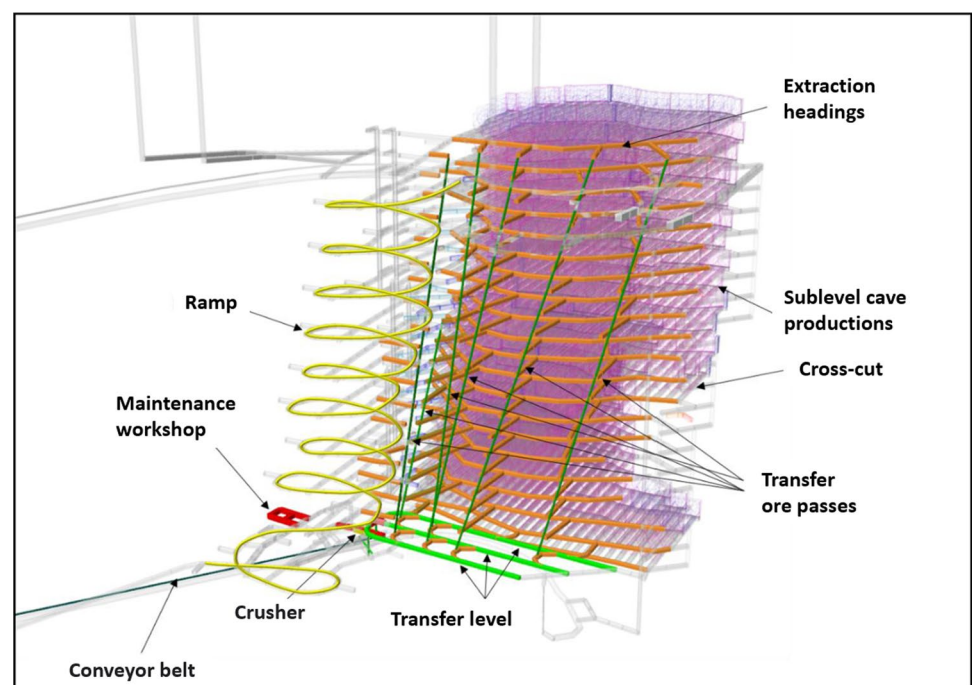 Extraction
headings
Ramp
Sublevel cave
productions
Cross-cut
Maintenance
workshop
Transfer
ore passes
Crusher
Transfer level
Conveyor belt